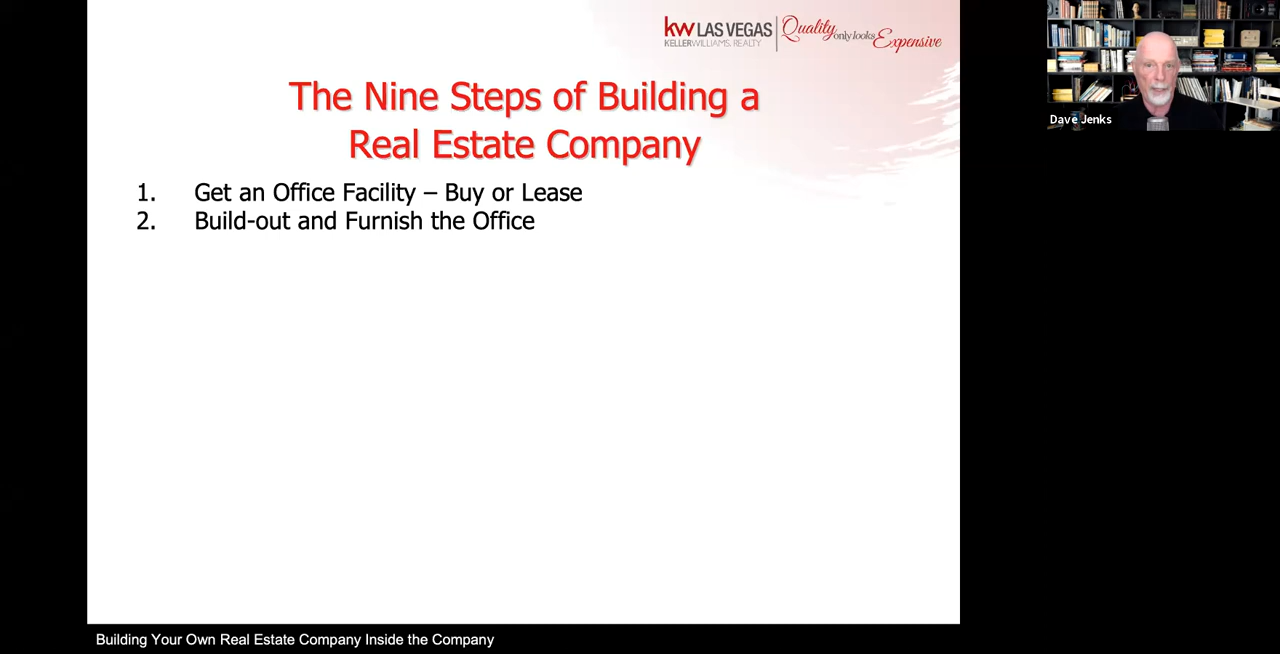 kw LAS VEGAS
KELLERWILLIAMS. REALTY
Quality only looks Expensive
Dave Jenks
The Nine Steps of Building a
Real Estate Company
1. Get an Office Facility – Buy or Lease
2. Build-out and Furnish the Office
Building Your Own Real Estate Company Inside the Company